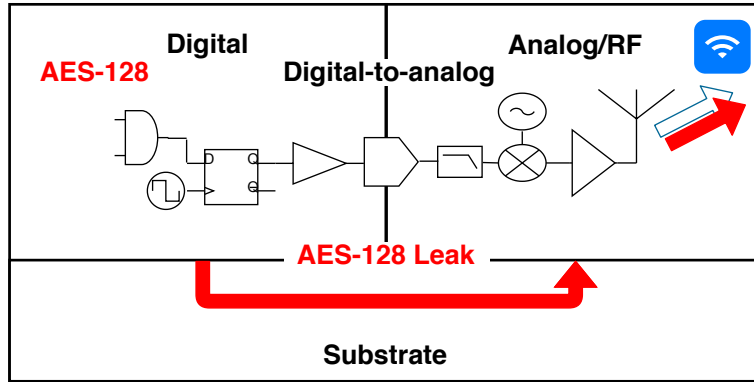 Digital
Analog/RF
AES-128
Digital-to-analog
D
Q
Q
AES-128 Leak
Substrate